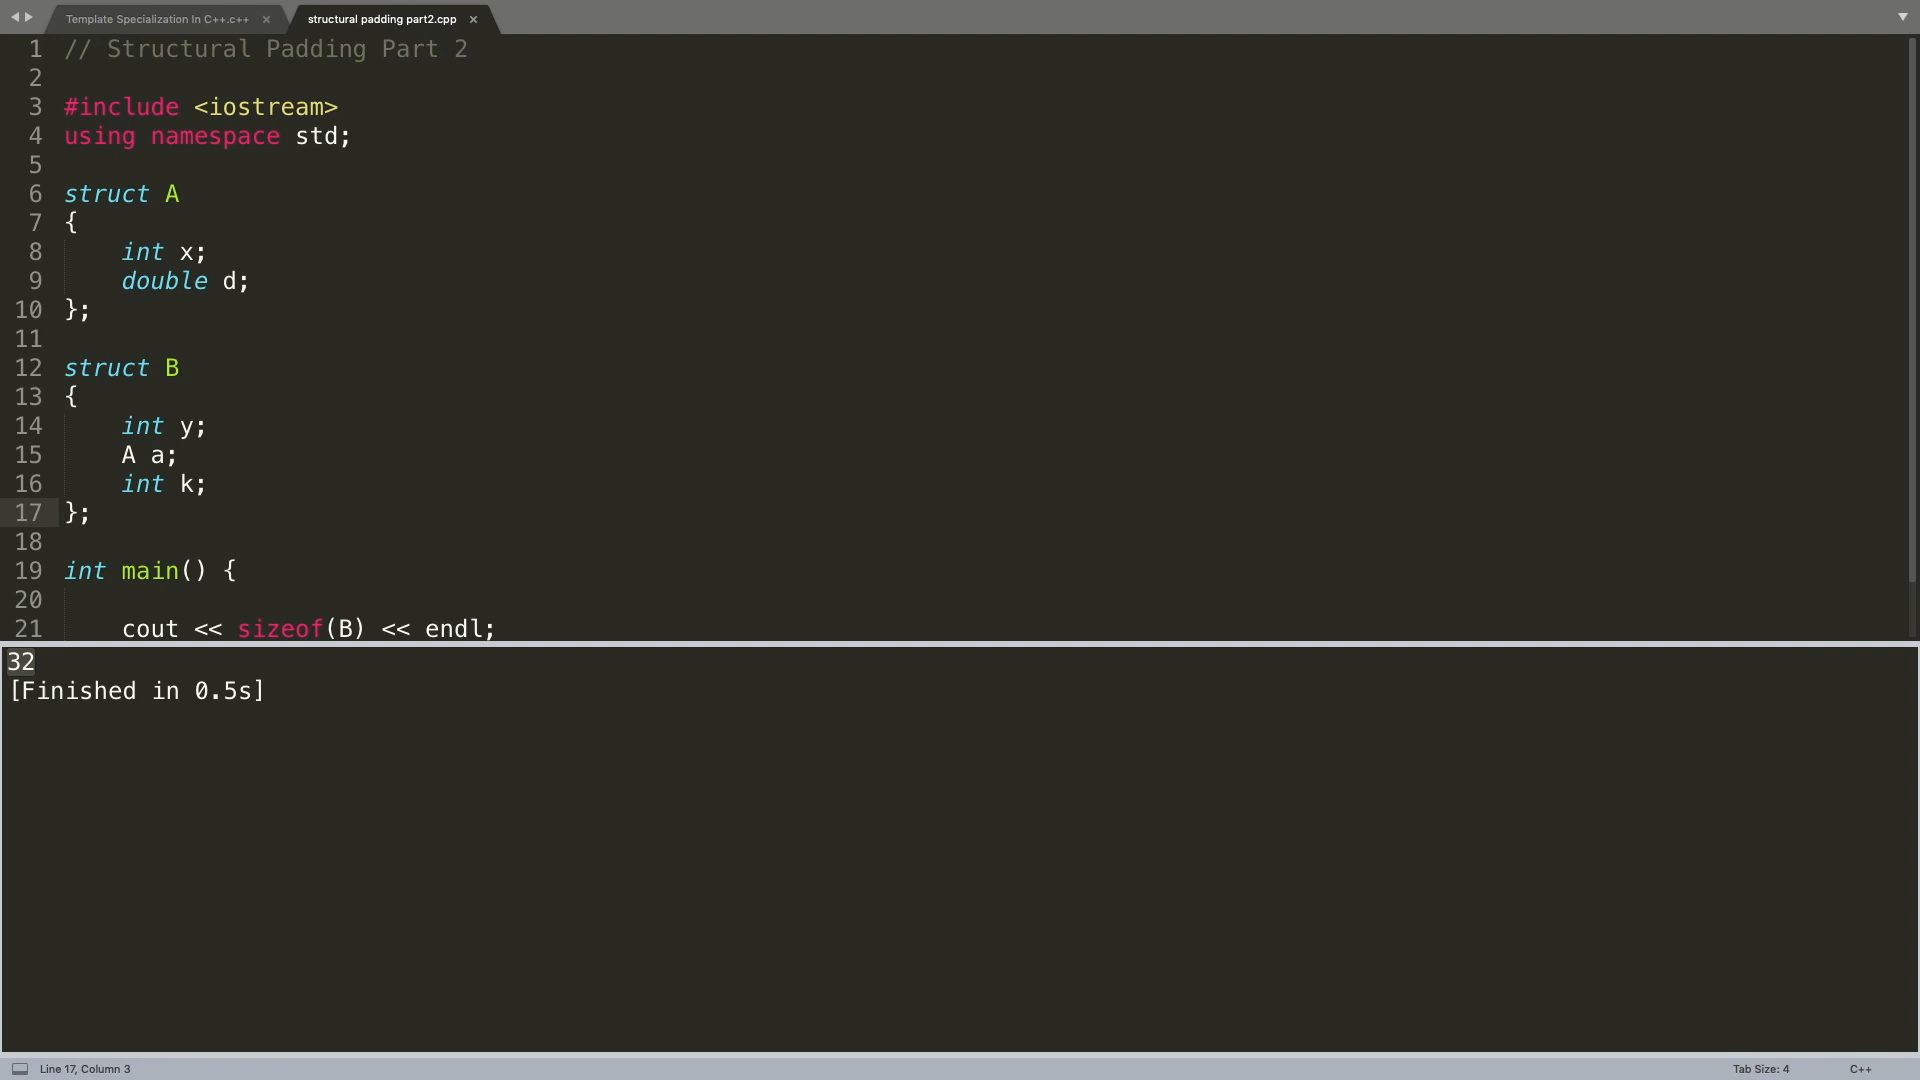 Template Specialization In C++.c++ ×
structural padding part2.cpp ×
1 // Structural Padding Part 2
2
3 #include <iostream>
4 using namespace std;
5
6 struct A
7 {
8     int x;
9     double d;
10 };
11
12 struct B
13 {
14     int y;
15     A a;
16     int k;
17 };
18
19 int main() {
20
21     cout << sizeof(B) << endl;
32
[Finished in 0.5s]
Line 17, Column 3
Tab Size: 4
C++